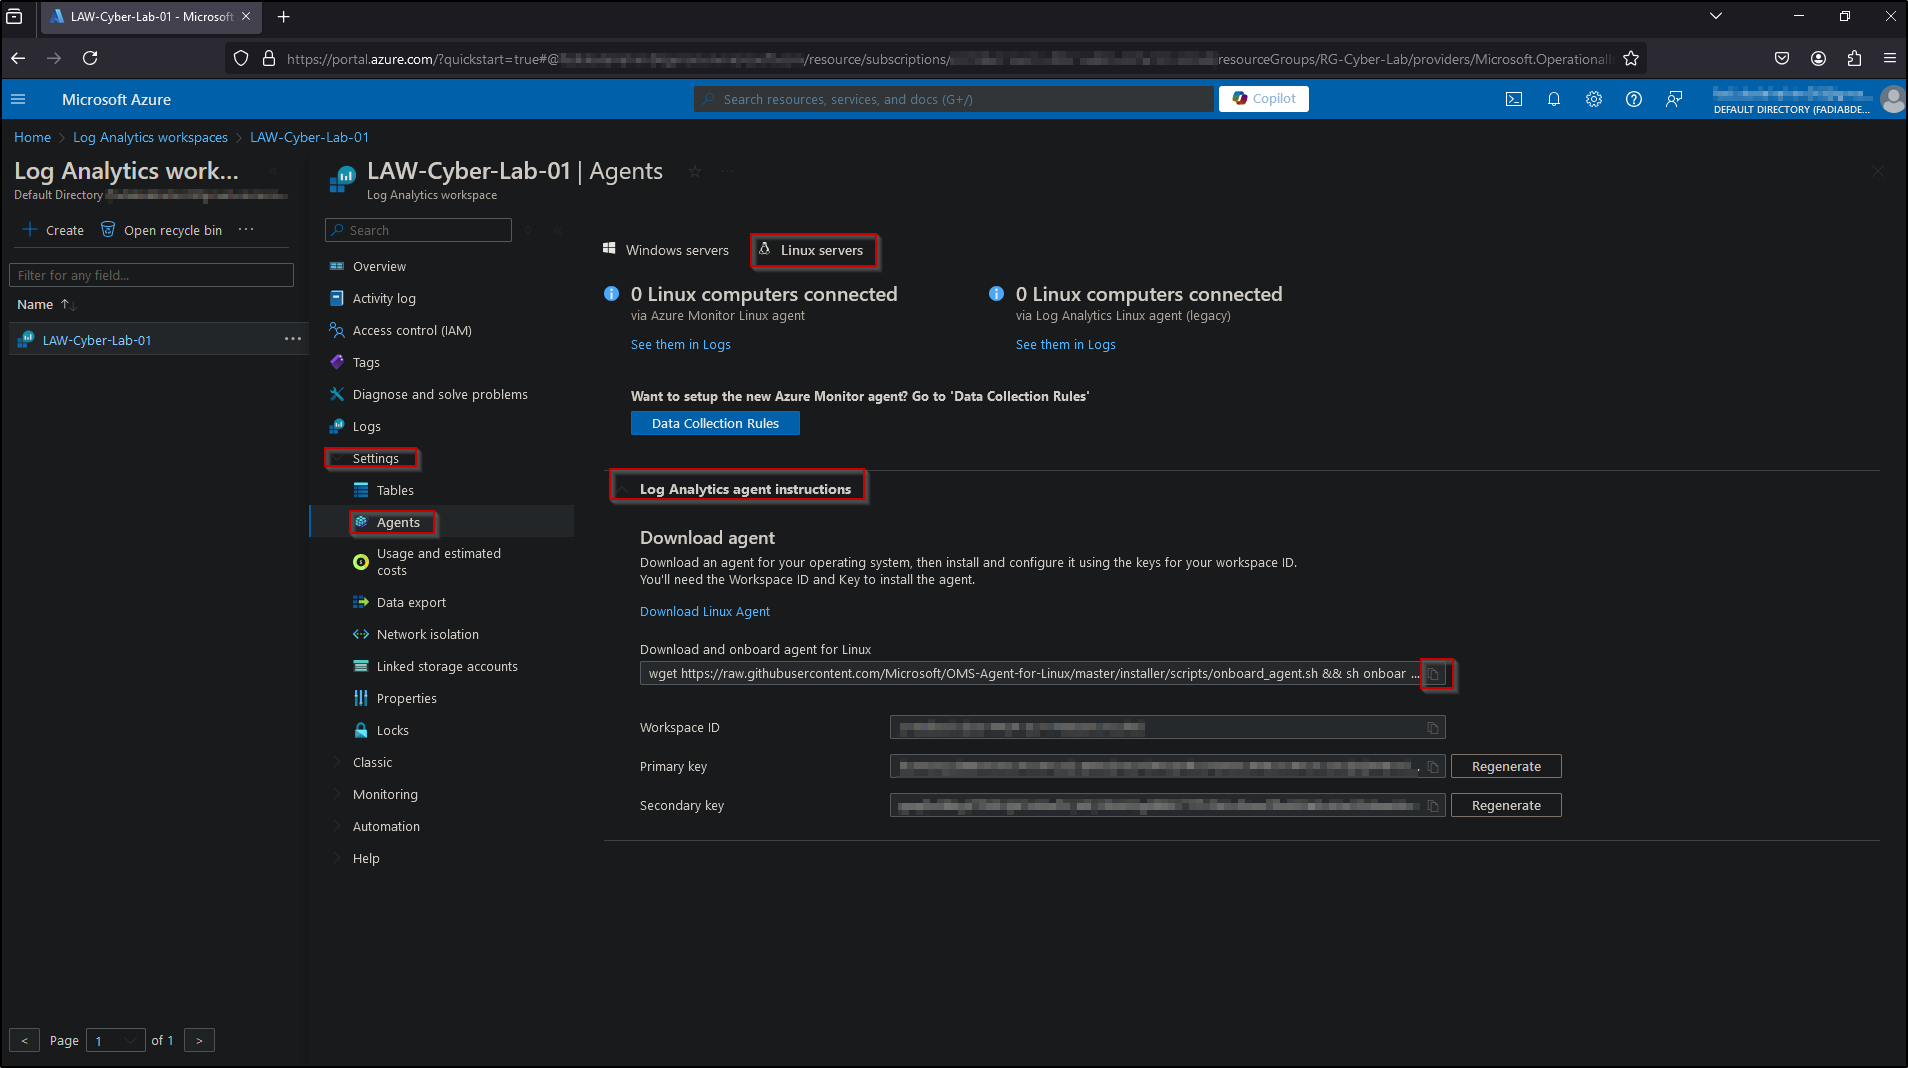 LAW-Cyber-Lab-01 - Microsoft
https://portal.azure.com/?quickstart=true#@
/resource/subscriptions/
resourceGroups/RG-Cyber-Lab/providers/Microsoft.OperationalI
Microsoft Azure
Search resources, services, and docs (G+/)
Copilot
DEFAULT DIRECTORY (FADIABDE...
Home > Log Analytics workspaces > LAW-Cyber-Lab-01
Log Analytics work...
Default Directory
Create
Open recycle bin
...
Filter for any field...
Name ↑↓
LAW-Cyber-Lab-01
...
< Page 1 of 1 >
LAW-Cyber-Lab-01 | Agents
Log Analytics workspace
Search
Overview
Activity log
Access control (IAM)
Tags
Diagnose and solve problems
Logs
Settings
Tables
Agents
Usage and estimated
costs
Data export
Network isolation
Linked storage accounts
Properties
Locks
Classic
Monitoring
Automation
Help
Windows servers
Linux servers
0 Linux computers connected
via Azure Monitor Linux agent
See them in Logs
0 Linux computers connected
via Log Analytics Linux agent (legacy)
See them in Logs
Want to setup the new Azure Monitor agent? Go to 'Data Collection Rules'
Data Collection Rules
Log Analytics agent instructions
Download agent
Download an agent for your operating system, then install and configure it using the keys for your workspace ID.
You'll need the Workspace ID and Key to install the agent.
Download Linux Agent
Download and onboard agent for Linux
wget https://raw.githubusercontent.com/Microsoft/OMS-Agent-for-Linux/master/installer/scripts/onboard_agent.sh && sh onboar ...
Workspace ID
Primary key
Regenerate
Secondary key
Regenerate